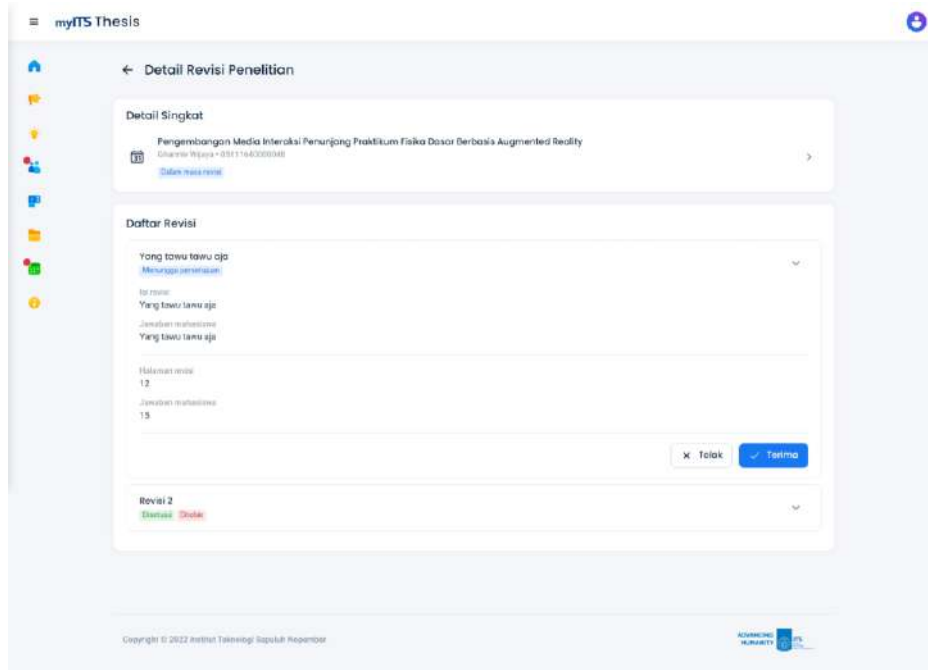 myITS Thesis
Detail Revisi Penelitian
Detail Singkat
Pengembangan Media Interaksi Penunjang Praktikum Fisika Dasar Berbasis Augmented Reality
Wijaya
Dalam masa revisi
Daftar Revisi
Yang tawu tawu aja
Menunggu persetujuan
Isi revisi
Yang tawu tawu aja
Jawaban mahasiswa
Yang tawu tawu aja
Halaman revisi
12
Jawaban mahasiswa
15
Tolak
Terima
Revisi 2
Disetujui Ditolak
Copyright © 2022 Institut Teknologi Sepuluh Nopember
ADVANCING
HUMANITY
ITS